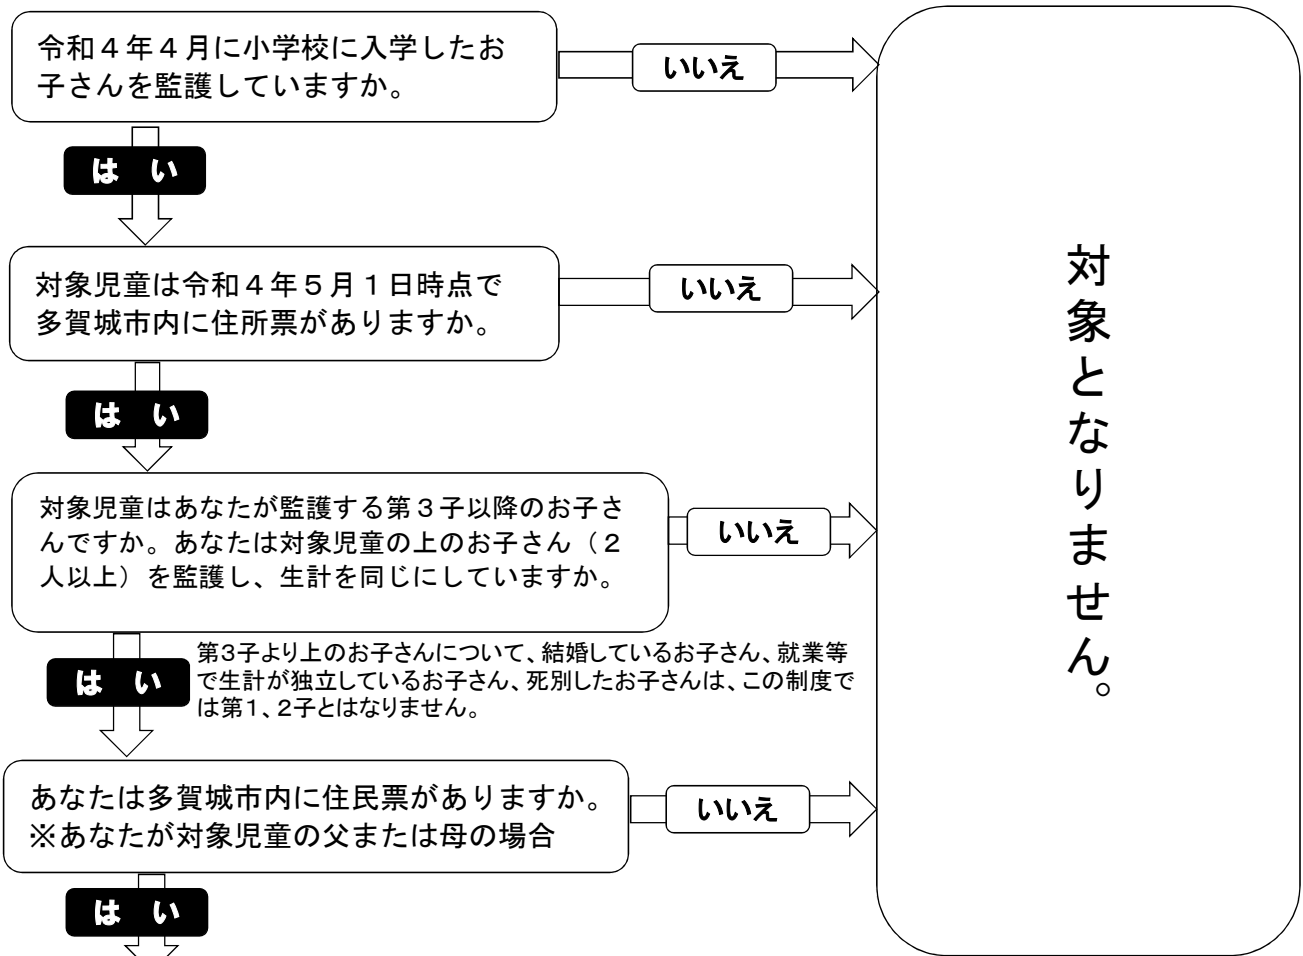 令和４年４月に小学校に入学したお
子さんを監護していますか。
いいえ
は い
対象児童は令和４年５月１日時点で
多賀城市内に住所票がありますか。
いいえ
は い
対象児童はあなたが監護する第３子以降のお子さ
んですか。あなたは対象児童の上のお子さん（２
人以上）を監護し、生計を同じにしていますか。
いいえ
は い
第3子より上のお子さんについて、結婚しているお子さん、就業等
で生計が独立しているお子さん、死別したお子さんは、この制度で
は第1、2子とはなりません。
あなたは多賀城市内に住民票がありますか。
※あなたが対象児童の父または母の場合
いいえ
は い
対象となりません。